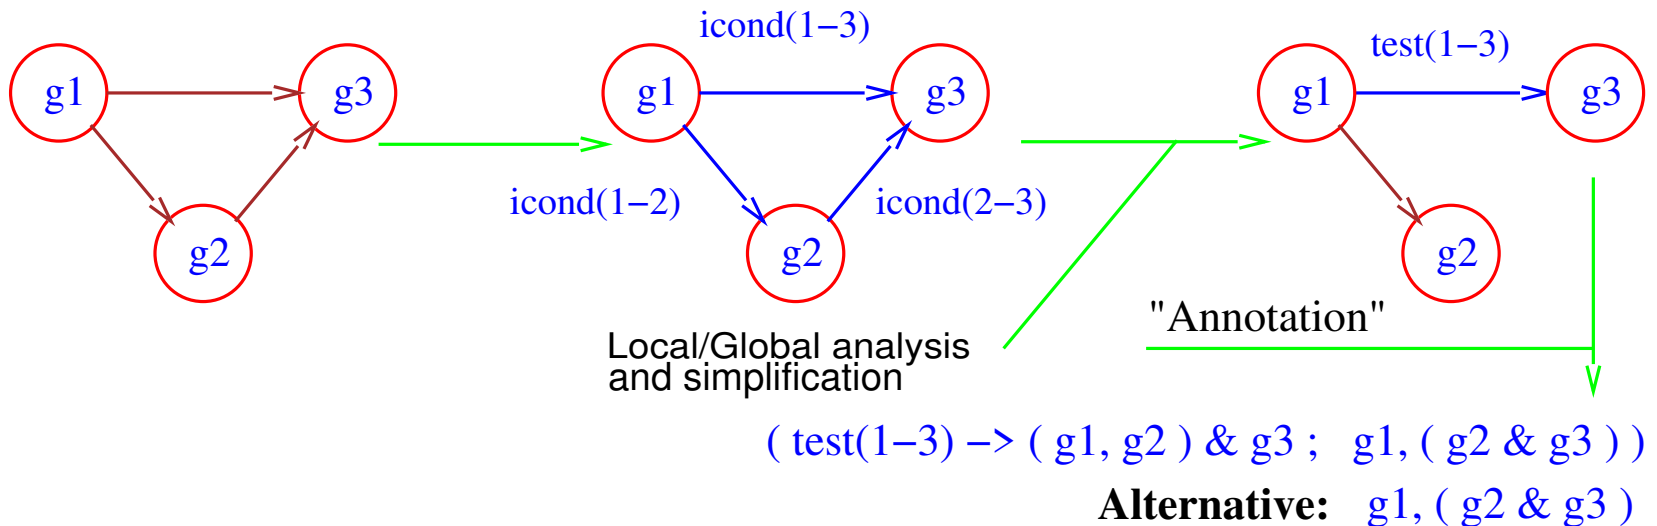 icond(1−3)
test(1−3)
g1
g3
g1
g3
g1
g3
icond(1−2)
icond(2−3)
g2
g2
g2
"Annotation"
Local/Global analysis
and simplification
( test(1−3) −> ( g1, g2 ) & g3 ; g1, ( g2 & g3 ) )
Alternative: g1, ( g2 & g3 )